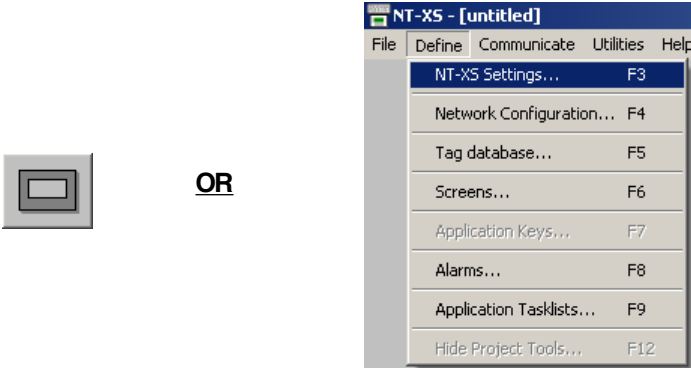 NT-XS - [untitled]
File Define Communicate Utilities Help
NT-XS Settings... F3
Network Configuration... F4
Tag database... F5
OR
Screens... F6
Application Keys... F7
Alarms... F8
Application Tasklists... F9
Hide Project Tools... F12